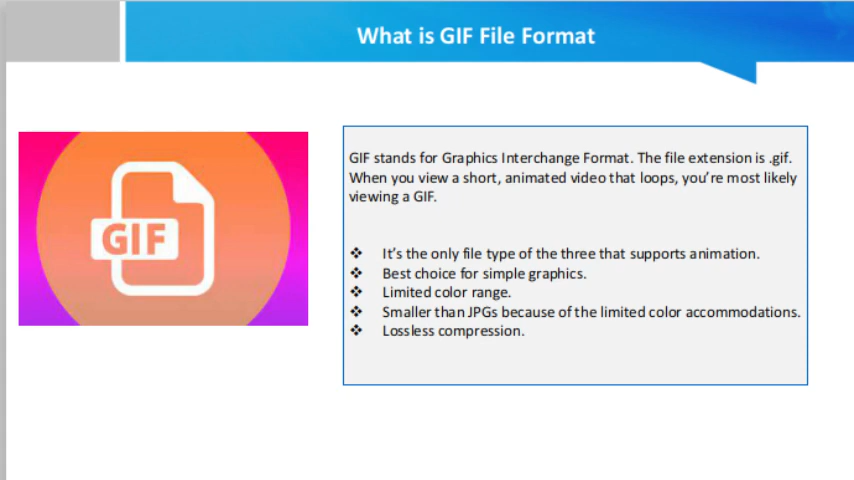 What is GIF File Format
GIF
GIF stands for Graphics Interchange Format. The file extension is .gif.
When you view a short, animated video that loops, you’re most likely
viewing a GIF.
❖ It’s the only file type of the three that supports animation.
❖ Best choice for simple graphics.
❖ Limited color range.
❖ Smaller than JPGs because of the limited color accommodations.
❖ Lossless compression.